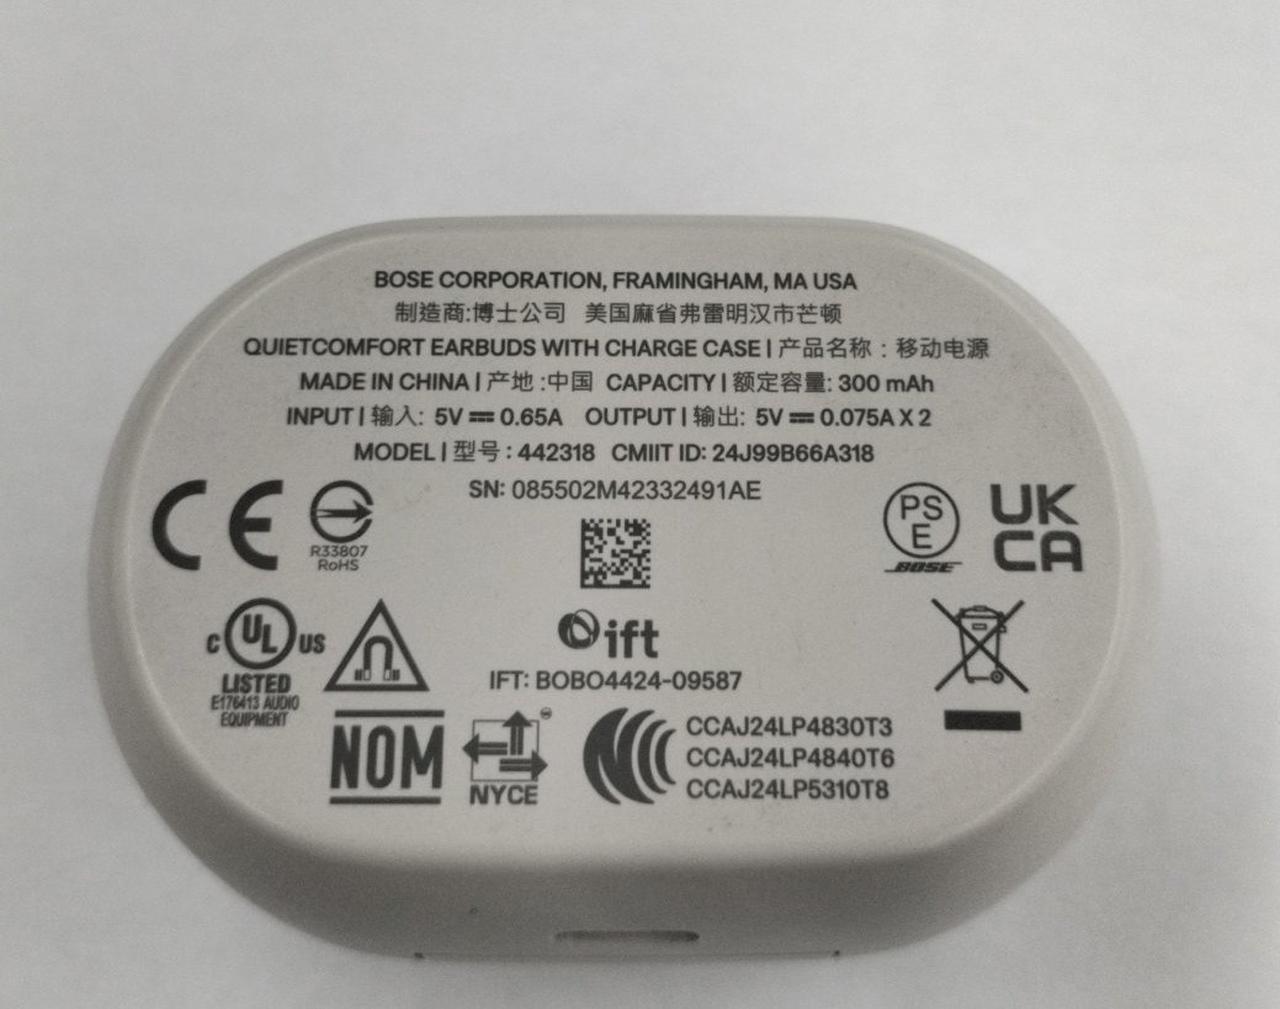 BOSE CORPORATION, FRAMINGHAM, MA USA
制造商:博士公司 美国麻省弗雷明汉市芒顿
QUIETCOMFORT EARBUDS WITH CHARGE CASE | 产品名称：移动电源
MADE IN CHINA | 产地:中国 CAPACITY | 额定容量: 300 mAh
INPUT | 输入: 5V ⎓ 0.65A OUTPUT | 输出: 5V ⎓ 0.075A X 2
MODEL | 型号: 442318 CMIIT ID: 24J99B66A318
SN: 085502M42332491AE
CE
R33807
RoHS
PS
E
BOSE
UK
CA
C UL US
LISTED
E176413 AUDIO
EQUIPMENT
ift
IFT: BOBO4424-09587
NOM
NYCE
CCAJ24LP4830T3
CCAJ24LP4840T6
CCAJ24LP5310T8